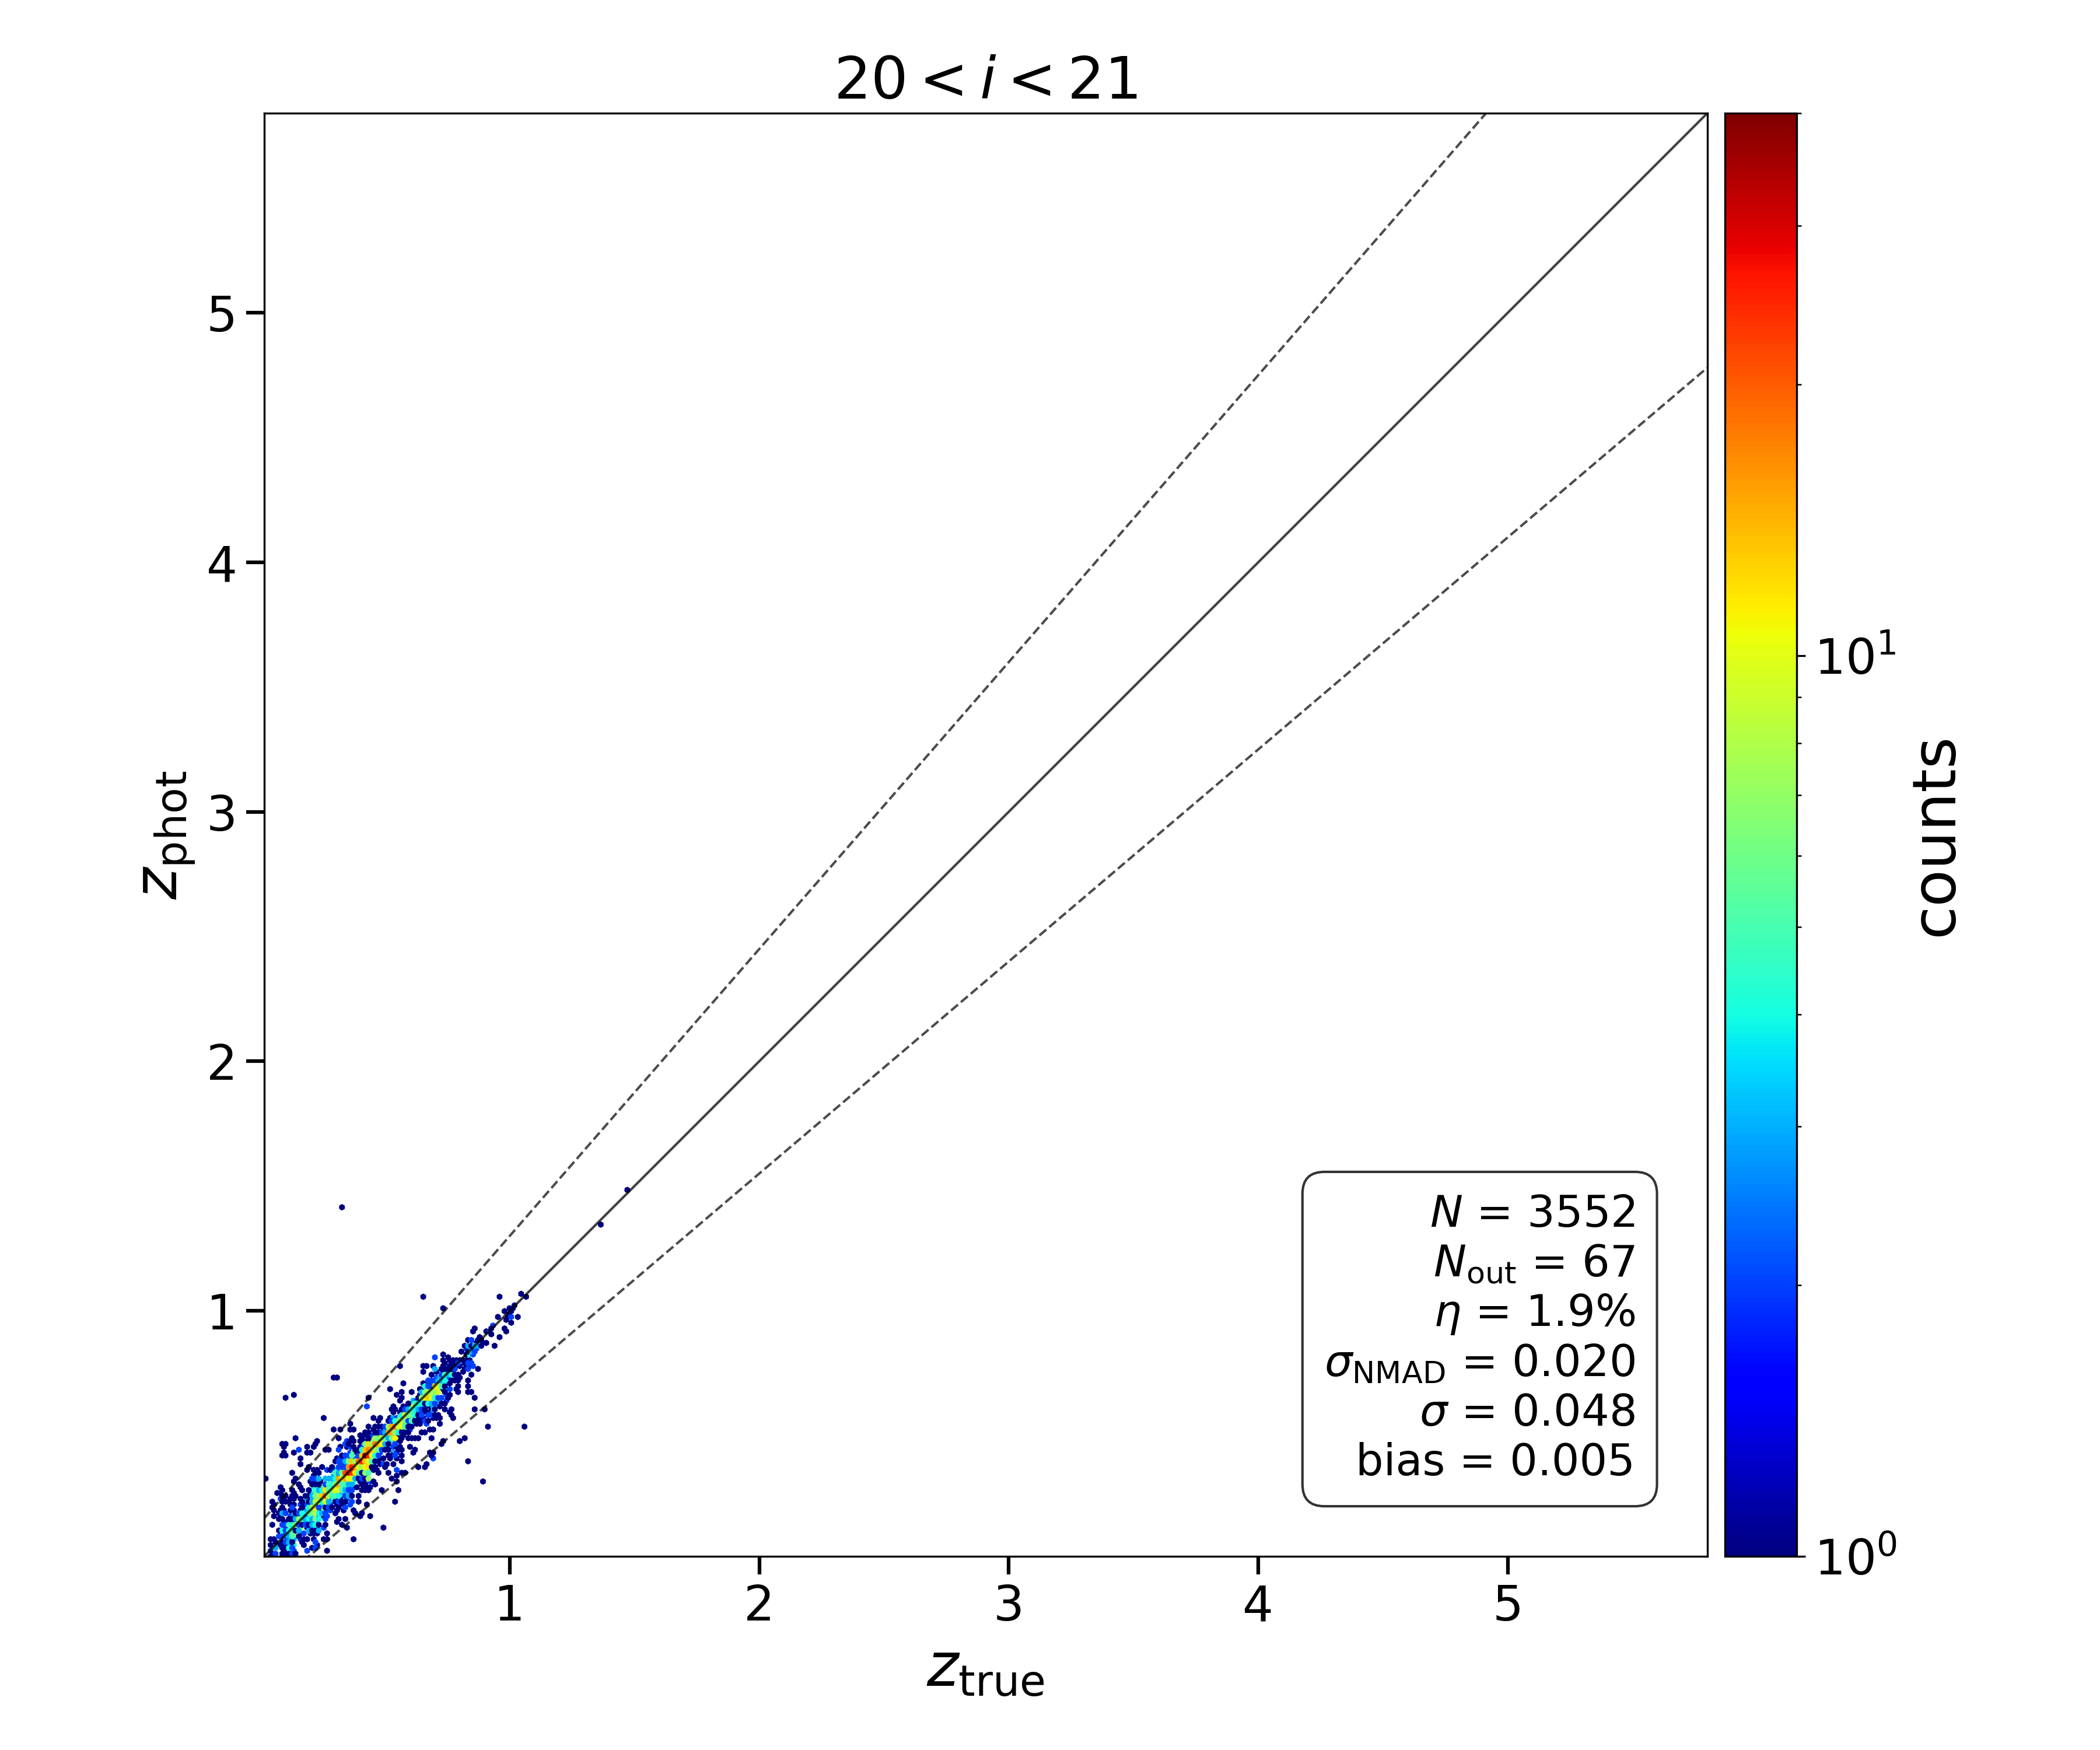 20 < i < 21
z_phot
5
4
3
2
1
1 2 3 4 5
z_true
N = 3552
N_out = 67
η = 1.9%
σ_NMAD = 0.020
σ = 0.048
bias = 0.005
10^1
10^0
counts